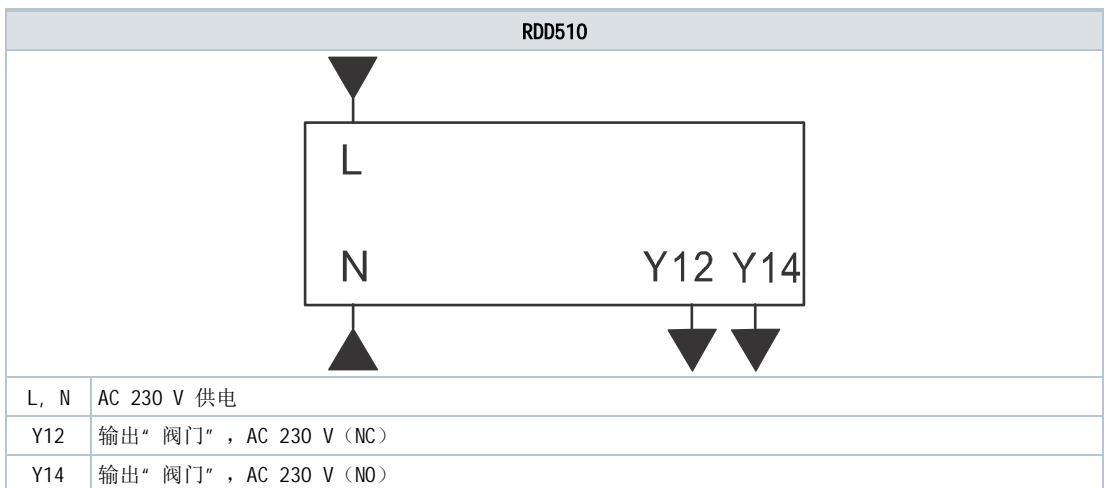 RDD510
L
N
Y12 Y14
L, N AC 230 V 供电
Y12 输出“ 阀门” ，AC 230 V（NC）
Y14 输出“ 阀门” ，AC 230 V（NO）